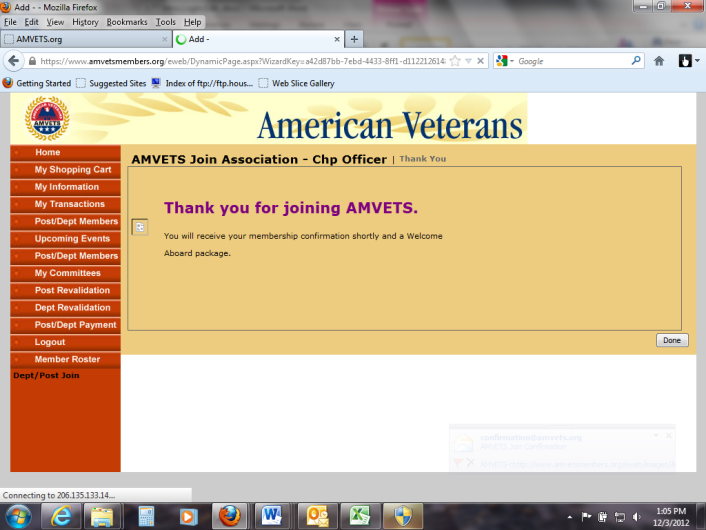 Add - - Mozilla Firefox
File Edit View History Bookmarks Tools Help
AMVETS.org
Add -
https://www.amvetsmembers.org/eweb/DynamicPage.aspx?WizardKey=a42d87bb-7ebd-4433-8ff1-d1122126148
Google
Getting Started Suggested Sites Index of ftp://ftp.hous... Web Slice Gallery
AMVETS
American Veterans
Home
My Shopping Cart
My Information
My Transactions
Post/Dept Members
Upcoming Events
Post/Dept Members
My Committees
Post Revalidation
Dept Revalidation
Post/Dept Payment
Logout
Member Roster
Dept/Post Join
AMVETS Join Association - Chp Officer | Thank You
Thank you for joining AMVETS.
You will receive your membership confirmation shortly and a Welcome
Aboard package.
Done
confirmation@amvets.org
AMVETS Join Confirmation
Connecting to 206.135.133.14...
1:05 PM
12/3/2012